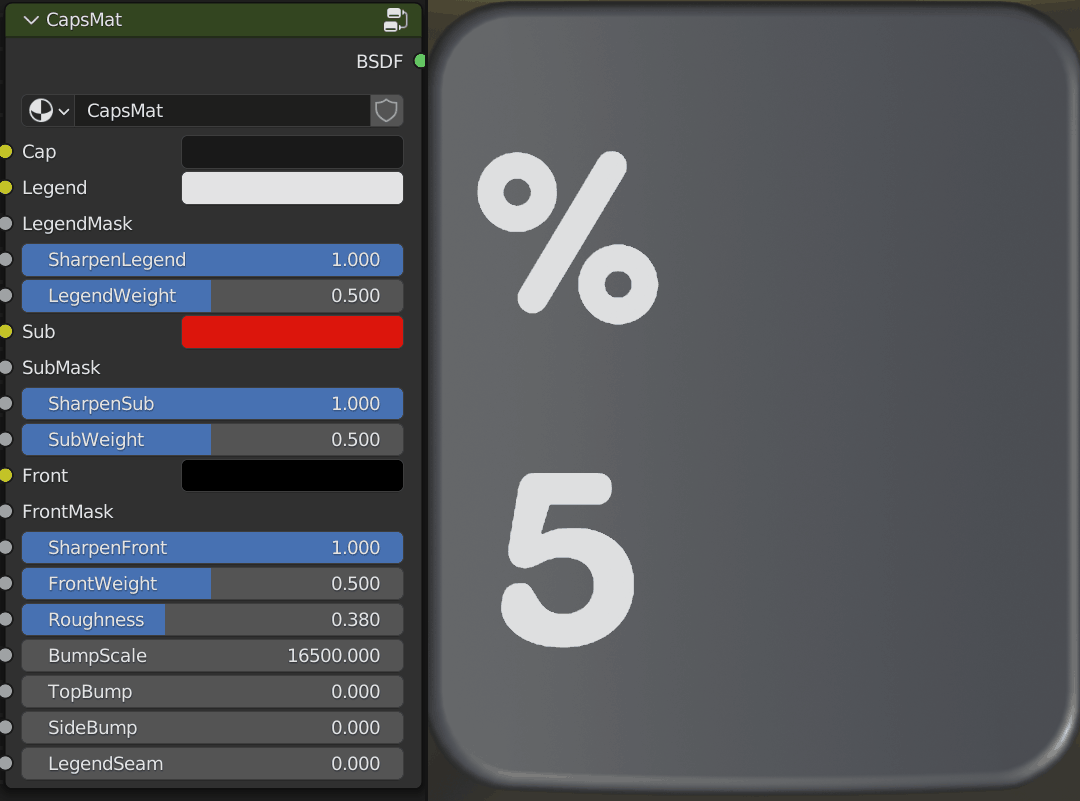 CapsMat
BSDF
CapsMat
Cap
Legend
LegendMask
SharpenLegend 1.000
LegendWeight 0.500
Sub
SubMask
SharpenSub 1.000
SubWeight 0.500
Front
FrontMask
SharpenFront 1.000
FrontWeight 0.500
Roughness 0.380
BumpScale 16500.000
TopBump 0.000
SideBump 0.000
LegendSeam 0.000
%
5